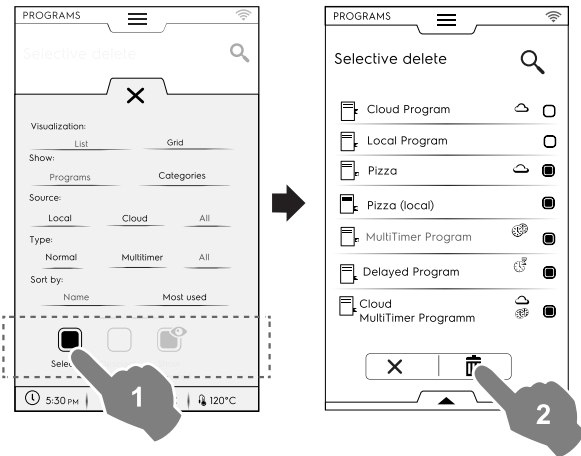 PROGRAMS
Selective delete
Visualization:
List Grid
Show:
Programs Categories
Source:
Local Cloud All
Type:
Normal Multitimer All
Sort by:
Name Most used
1
5:30 PM 120°C
PROGRAMS
Selective delete
Cloud Program
Local Program
Pizza
Pizza (local)
MultiTimer Program
Delayed Program
Cloud
MultiTimer Programm
2